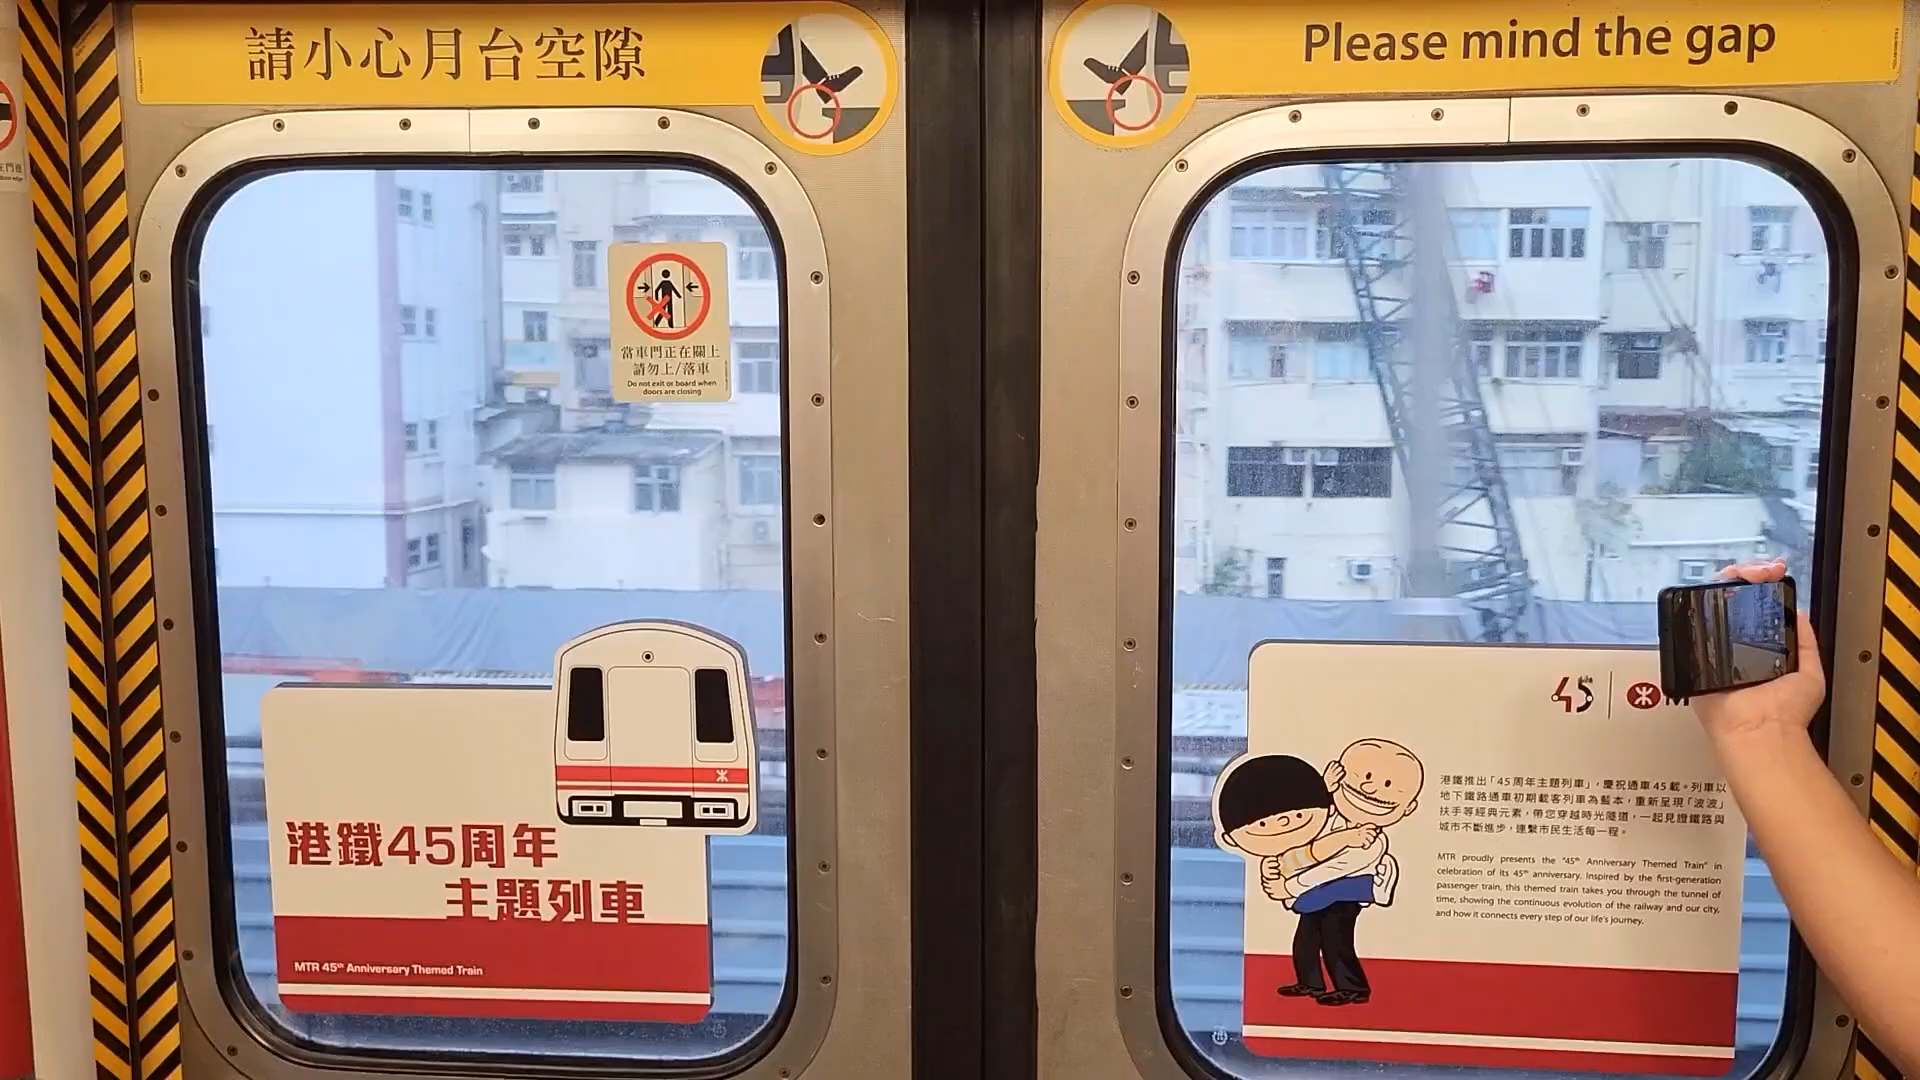 請小心月台空隙
Please mind the gap
當車門正在關上
請勿上/落車
Do not exit or board when
doors are closing
港鐵45周年
主題列車
MTR 45th Anniversary Themed Train
45
M
港鐵推出「45周年主題列車」，慶祝通車45載。列車以
地下鐵路通車初期載客列車為藍本，重新呈現「波波」
扶手等經典元素，帶您穿越時光隧道，一起見證鐵路與
城市不斷進步，連繫市民生活每一程。
MTR proudly presents the "45th Anniversary Themed Train" in
celebration of its 45th anniversary. Inspired by the first-generation
passenger train, this themed train takes you through the tunnel of
time, showing the continuous evolution of the railway and our city,
and how it connects every step of our life's journey.